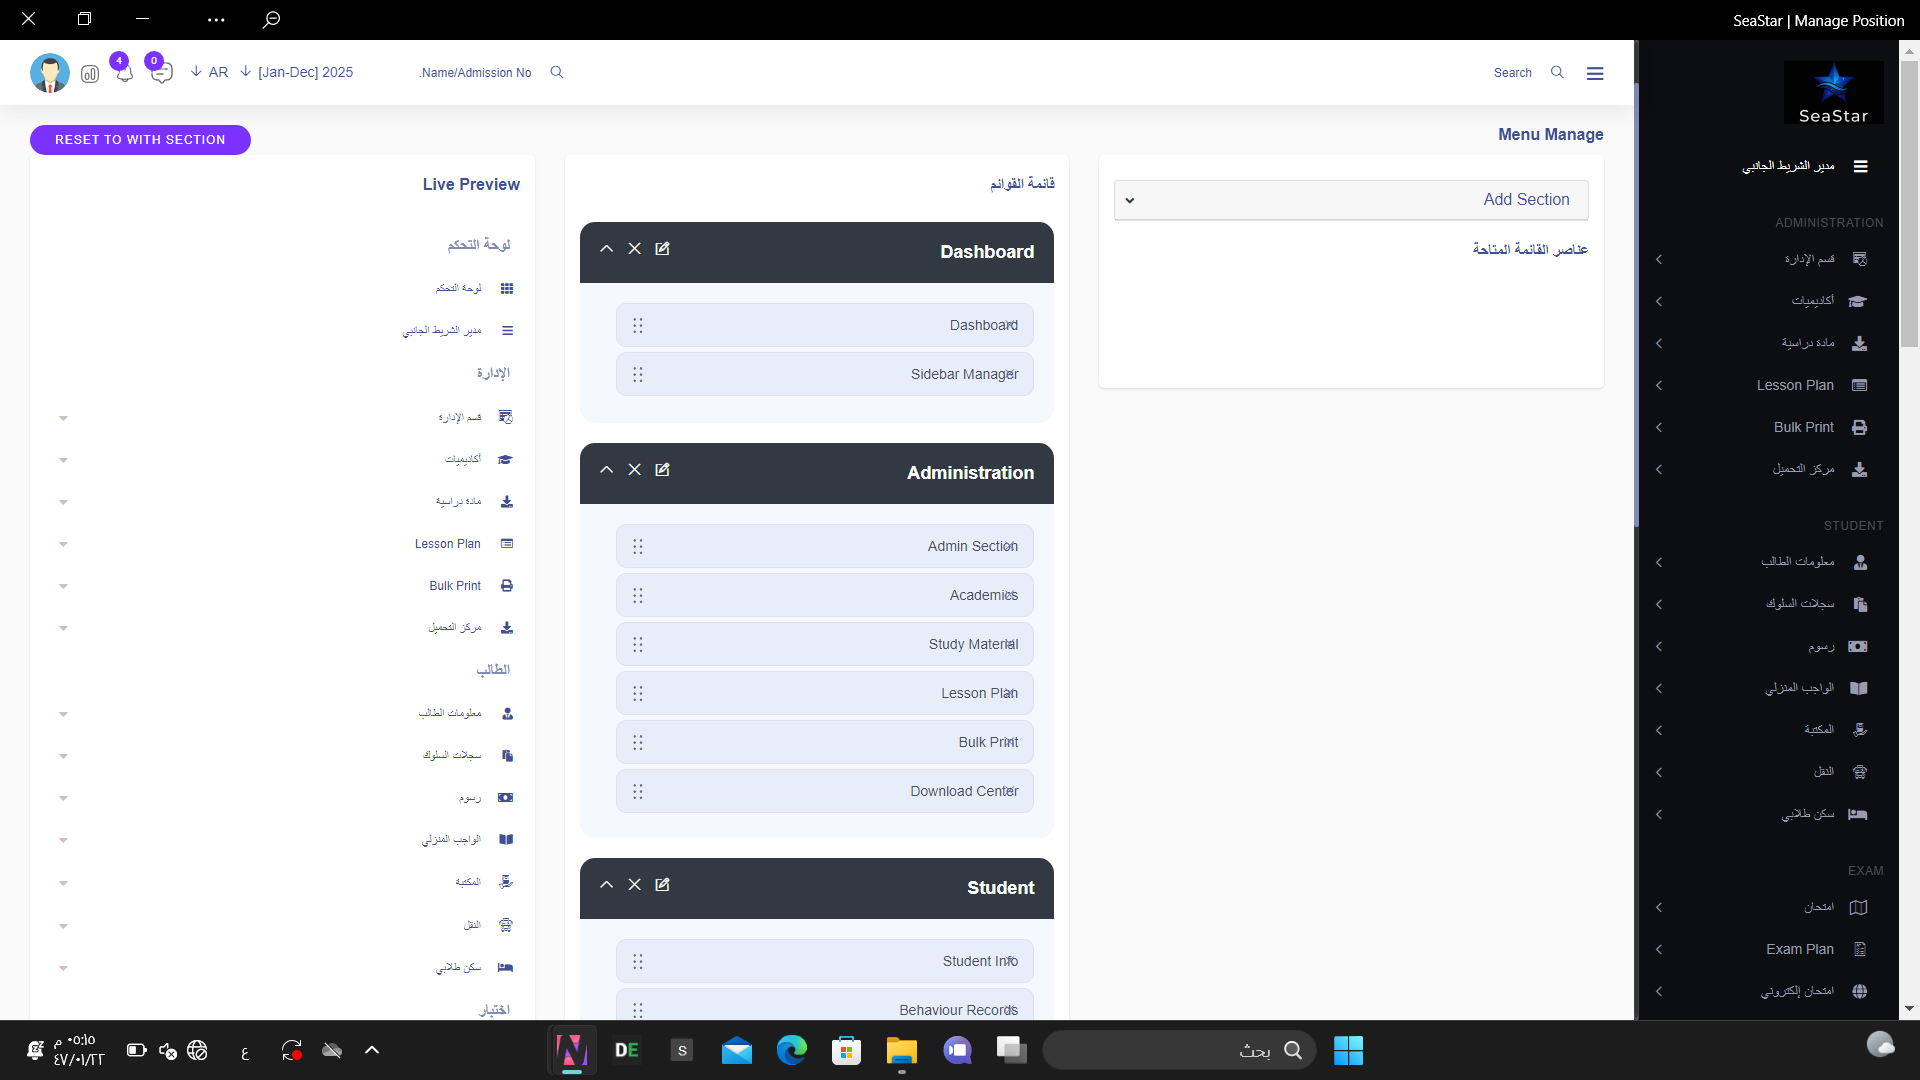 SeaStar | Manage Position
4
0
AR
[Jan-Dec] 2025
.Name/Admission No
Search
SeaStar
RESET TO WITH SECTION
Menu Manage
Add Section
عناصر القائمة المتاحة
قائمة القوائم
Dashboard
Dashboard
Sidebar Manager
Administration
Admin Section
Academics
Study Material
Lesson Plan
Bulk Print
Download Center
Student
Student Info
Behaviour Records
Live Preview
لوحة التحكم
لوحة التحكم
مدير الشريط الجانبي
الإدارة
قسم الإدارة
أكاديميات
مادة دراسية
Lesson Plan
Bulk Print
مركز التحميل
الطالب
معلومات الطالب
سجلات السلوك
رسوم
الواجب المنزلي
المكتبة
النقل
سكن طلابي
اختبار
مدير الشريط الجانبي
ADMINISTRATION
قسم الإدارة
أكاديميات
مادة دراسية
Lesson Plan
Bulk Print
مركز التحميل
STUDENT
معلومات الطالب
سجلات السلوك
رسوم
الواجب المنزلي
المكتبة
النقل
سكن طلابي
EXAM
امتحان
Exam Plan
امتحان إلكتروني
بحث
DE
S
ع
٠٥:١٥ م
٤٧/٠١/٢٢